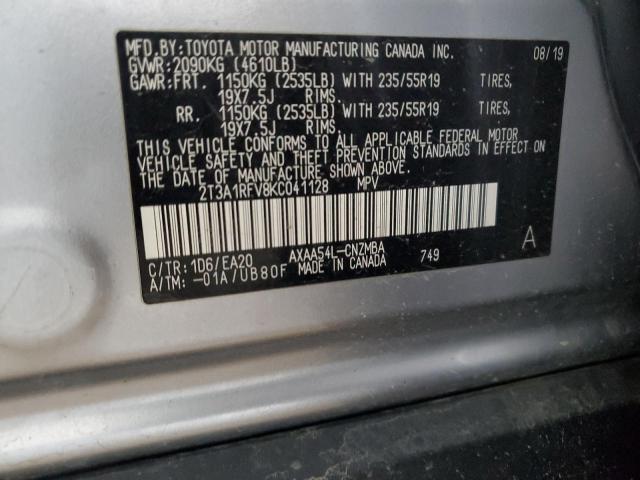 MFD.BY:TOYOTA MOTOR MANUFACTURING CANADA INC. 08/19
GVWR:2090KG (4610LB)
GAWR:FRT. 1150KG (2535LB) WITH 235/55R19 TIRES,
19X7.5J RIMS.
RR. 1150KG (2535LB) WITH 235/55R19 TIRES,
19X7.5J RIMS.
THIS VEHICLE CONFORMS TO ALL APPLICABLE FEDERAL MOTOR
VEHICLE SAFETY AND THEFT PREVENTION STANDARDS IN EFFECT ON
THE DATE OF MANUFACTURE SHOWN ABOVE.
2T3A1RFV8KC041128 MPV
C/TR:1D6/EA20 AXAA54L-CNZMBA 749 A
A/TM:-01A/UB80F MADE IN CANADA